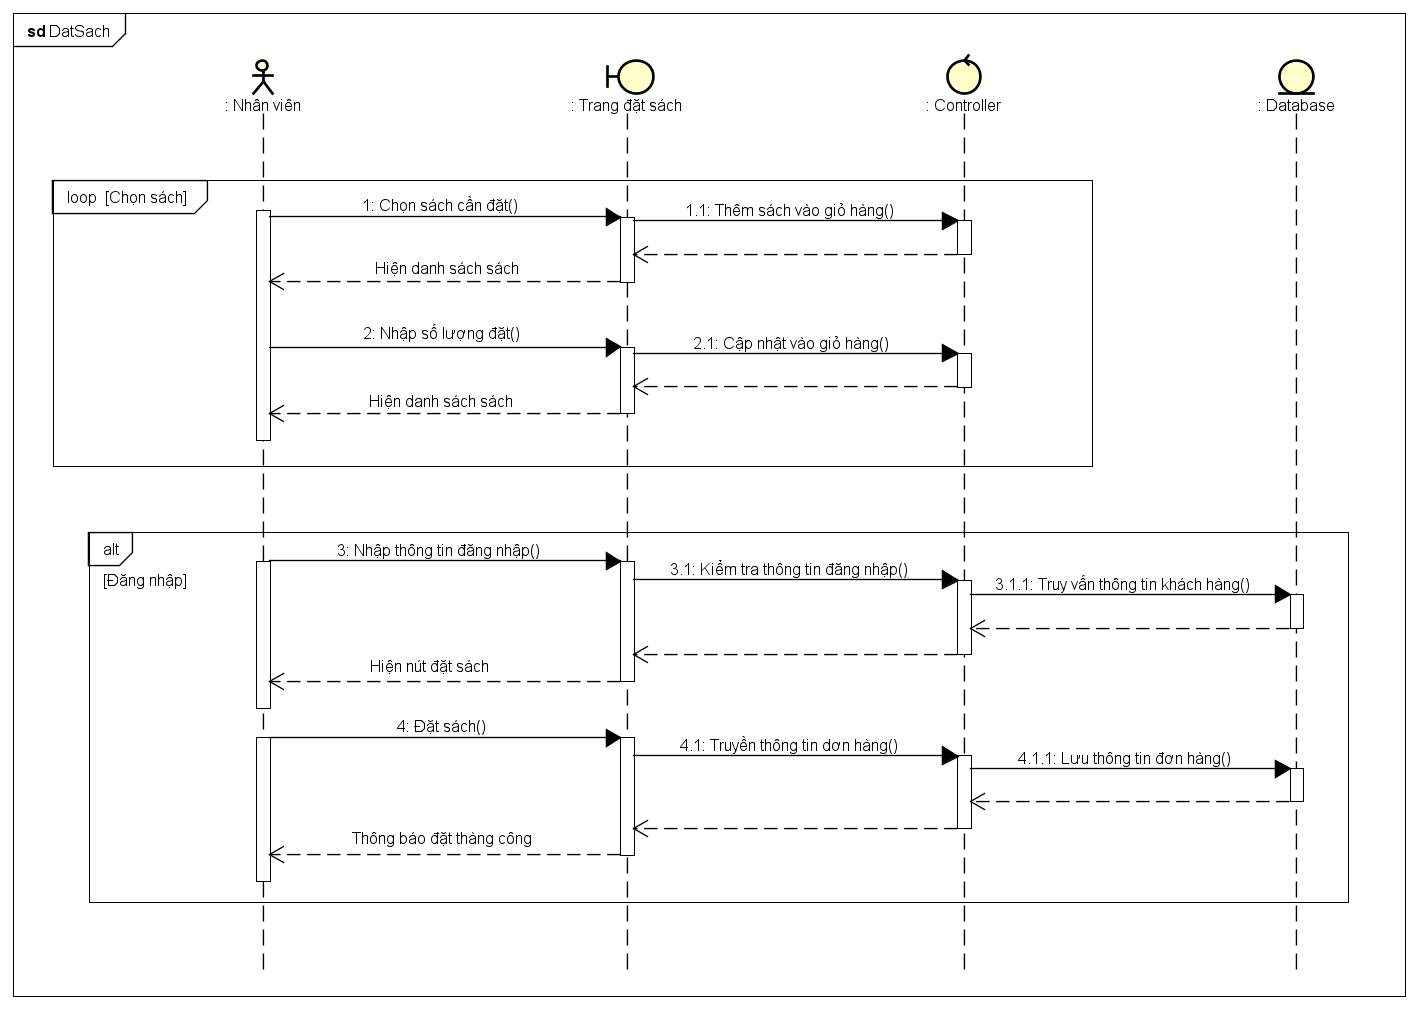 sd DatSach
: Nhân viên
: Trang đặt sách
: Controller
: Database
loop [Chọn sách]
1: Chọn sách cần đặt()
1.1: Thêm sách vào giỏ hàng()
Hiện danh sách sách
2: Nhập số lượng đặt()
2.1: Cập nhật vào giỏ hàng()
Hiện danh sách sách
alt
[Đăng nhập]
3: Nhập thông tin đăng nhập()
3.1: Kiểm tra thông tin đăng nhập()
3.1.1: Truy vấn thông tin khách hàng()
Hiện nút đặt sách
4: Đặt sách()
4.1: Truyền thông tin dơn hàng()
4.1.1: Lưu thông tin đơn hàng()
Thông báo đặt thàng công